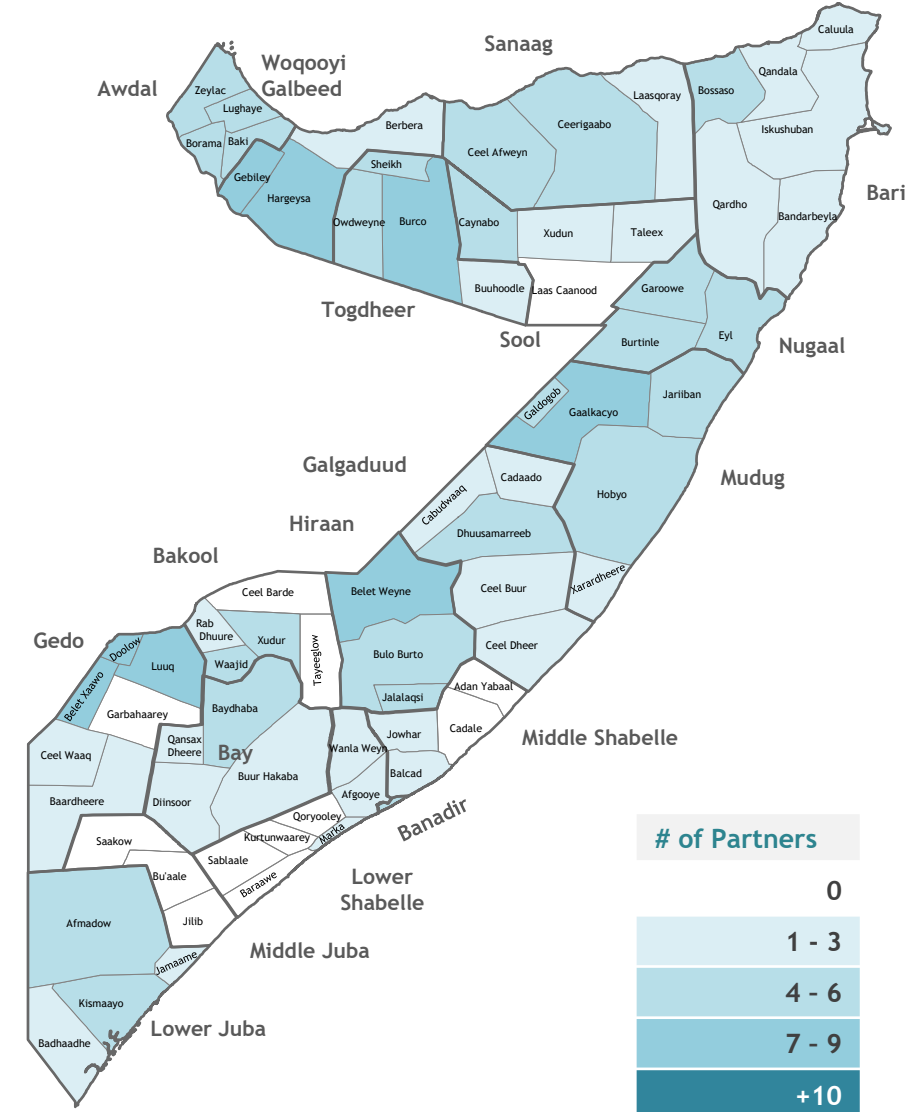 Caluula
Sanaag
Woqooyi
Galbeed
Qandala
Awdal
Zeylac
Bossaso
Laasqoray
Lughaye
Berbera
Ceerigaabo
Iskushuban
Borama
Baki
Ceel Afweyn
Sheikh
Gebiley
Bari
Hargeysa
Qardho
Bandarbeyla
Owdweyne
Burco
Caynabo
Xudun
Taleex
Buuhoodle
Laas Caanood
Garoowe
Togdheer
Sool
Burtinle
Eyl
Nugaal
Galdogob
Gaalkacyo
Jariiban
Galgaduud
Cadaado
Mudug
Cabudwaaq
Hobyo
Hiraan
Dhuusamarreeb
Bakool
Xarardheere
Ceel Barde
Belet Weyne
Ceel Buur
Gedo
Rab
Dhuure
Xudur
Doolow
Luuq
Waajid
Tayeeglow
Bulo Burto
Ceel Dheer
Belet Xaawo
Adan Yabaal
Jalalaqsi
Garbahaarey
Baydhaba
Cadale
Middle Shabelle
Qansax
Dheere
Bay
Wanla Weyn
Jowhar
Ceel Waaq
Buur Hakaba
Balcad
Baardheere
Diinsoor
Afgooye
Banadir
Qoryooley
Marka
Saakow
Kurtunwaarey
Sablaale
Bu'aale
Baraawe
Lower
Shabelle
Afmadow
Jilib
Middle Juba
Jamaame
Kismaayo
Lower Juba
Badhaadhe
# of Partners
0
1 - 3
4 - 6
7 - 9
+10